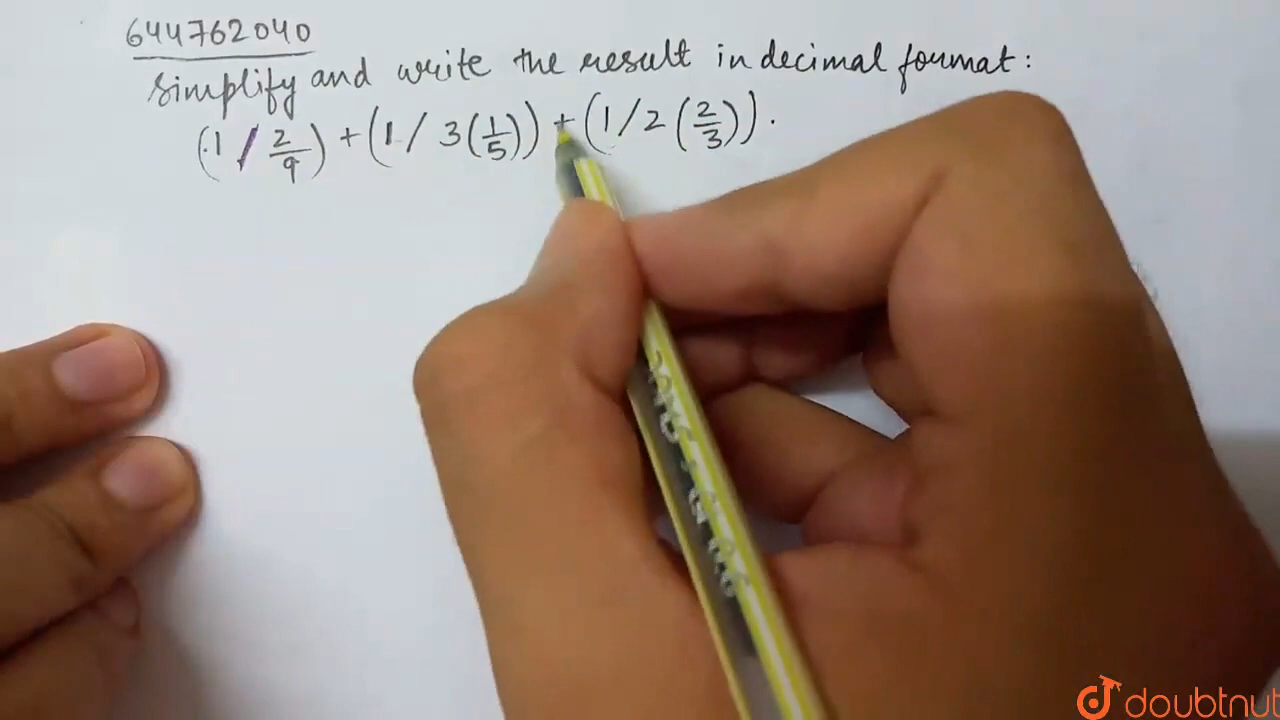 644762040
Simplify and write the result in decimal format:
(1 / 2/9) + (1 / 3(1/5)) + (1/2(2/3)).
doubtnut